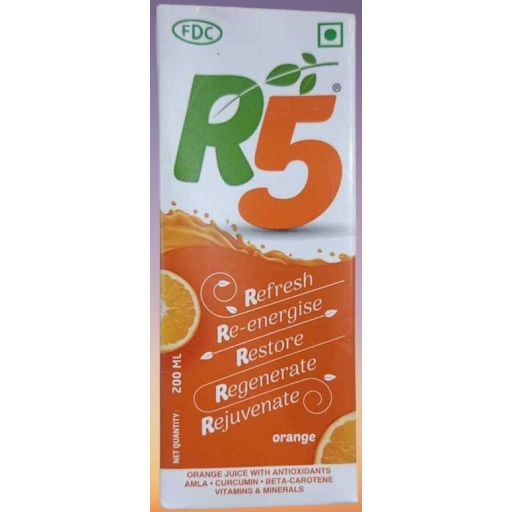 FDC
R5®
Refresh
Re-energise
Restore
Regenerate
Rejuvenate
orange
NET QUANTITY : 200 ML
ORANGE JUICE WITH ANTIOXIDANTS
AMLA • CURCUMIN • BETA-CAROTENE
VITAMINS & MINERALS